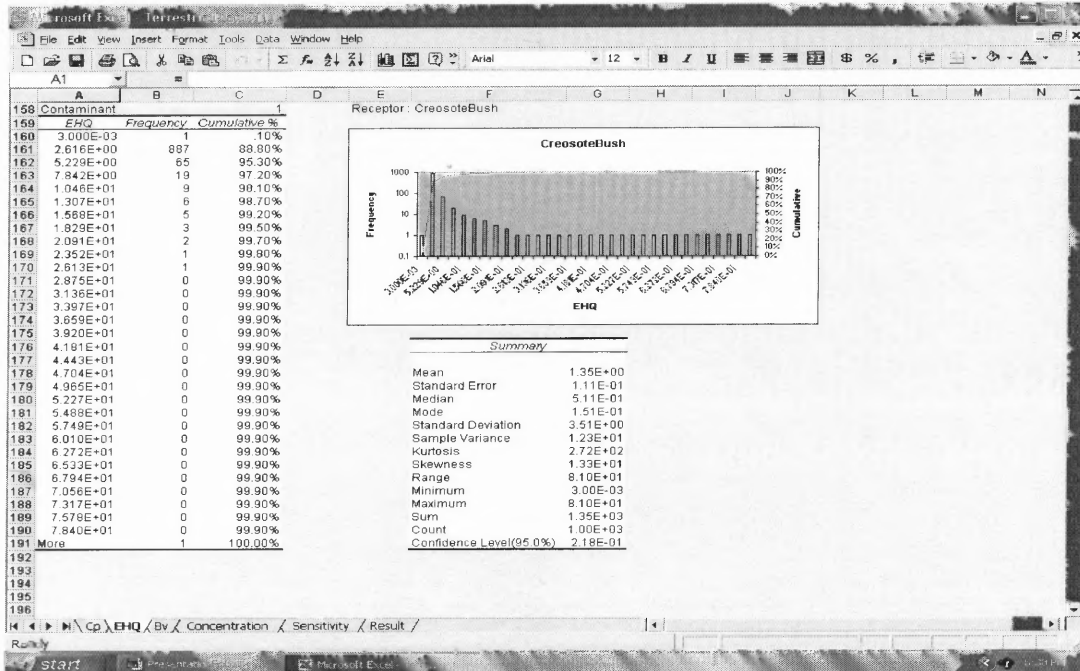 Microsoft Excel - Terrestrial
File Edit View Insert Format Tools Data Window Help
Arial 12 B I U $ % ,
A1 =
A B C D E F G H I J K L M N
158 Contaminant 1 Receptor : CreosoteBush
159 EHQ Frequency Cumulative %
160 3.000E-03 1 .10%
161 2.616E+00 887 88.80%
162 5.229E+00 65 95.30%
163 7.842E+00 19 97.20%
164 1.046E+01 9 98.10%
165 1.307E+01 6 98.70%
166 1.568E+01 5 99.20%
167 1.829E+01 3 99.50%
168 2.091E+01 2 99.70%
169 2.352E+01 1 99.80%
170 2.613E+01 1 99.90%
171 2.875E+01 0 99.90%
172 3.136E+01 0 99.90%
173 3.397E+01 0 99.90%
174 3.659E+01 0 99.90%
175 3.920E+01 0 99.90%
176 4.181E+01 0 99.90%
177 4.443E+01 0 99.90%
178 4.704E+01 0 99.90%
179 4.965E+01 0 99.90%
180 5.227E+01 0 99.90%
181 5.488E+01 0 99.90%
182 5.749E+01 0 99.90%
183 6.010E+01 0 99.90%
184 6.272E+01 0 99.90%
185 6.533E+01 0 99.90%
186 6.794E+01 0 99.90%
187 7.056E+01 0 99.90%
188 7.317E+01 0 99.90%
189 7.578E+01 0 99.90%
190 7.840E+01 0 99.90%
191 More 1 100.00%
192
193
194
195
196
CreosoteBush
Frequency
1000
100
10
1
0.1
100%
90%
80%
70%
60%
50%
40%
30%
20%
10%
0%
Cumulative
3.000E-03 5.229E+00
EHQ
Summary
Mean 1.35E+00
Standard Error 1.11E-01
Median 5.11E-01
Mode 1.51E-01
Standard Deviation 3.51E+00
Sample Variance 1.23E+01
Kurtosis 2.72E+02
Skewness 1.33E+01
Range 8.10E+01
Minimum 3.00E-03
Maximum 8.10E+01
Sum 1.35E+03
Count 1.00E+03
Confidence Level(95.0%) 2.18E-01
Cp EHQ Bv Concentration Sensitivity Result
Ready
start Microsoft Excel